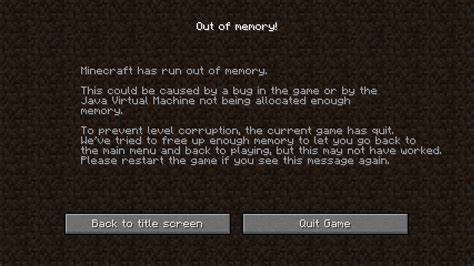 Out of memory!
Minecraft has run out of memory.
This could be caused by a bug in the game or by the
Java Virtual Machine not being allocated enough
memory.
To prevent level corruption, the current game has quit.
We've tried to free up enough memory to let you go back to
the main menu and back to playing, but this may not have worked.
Please restart the game if you see this message again.
Back to title screen
Quit Game